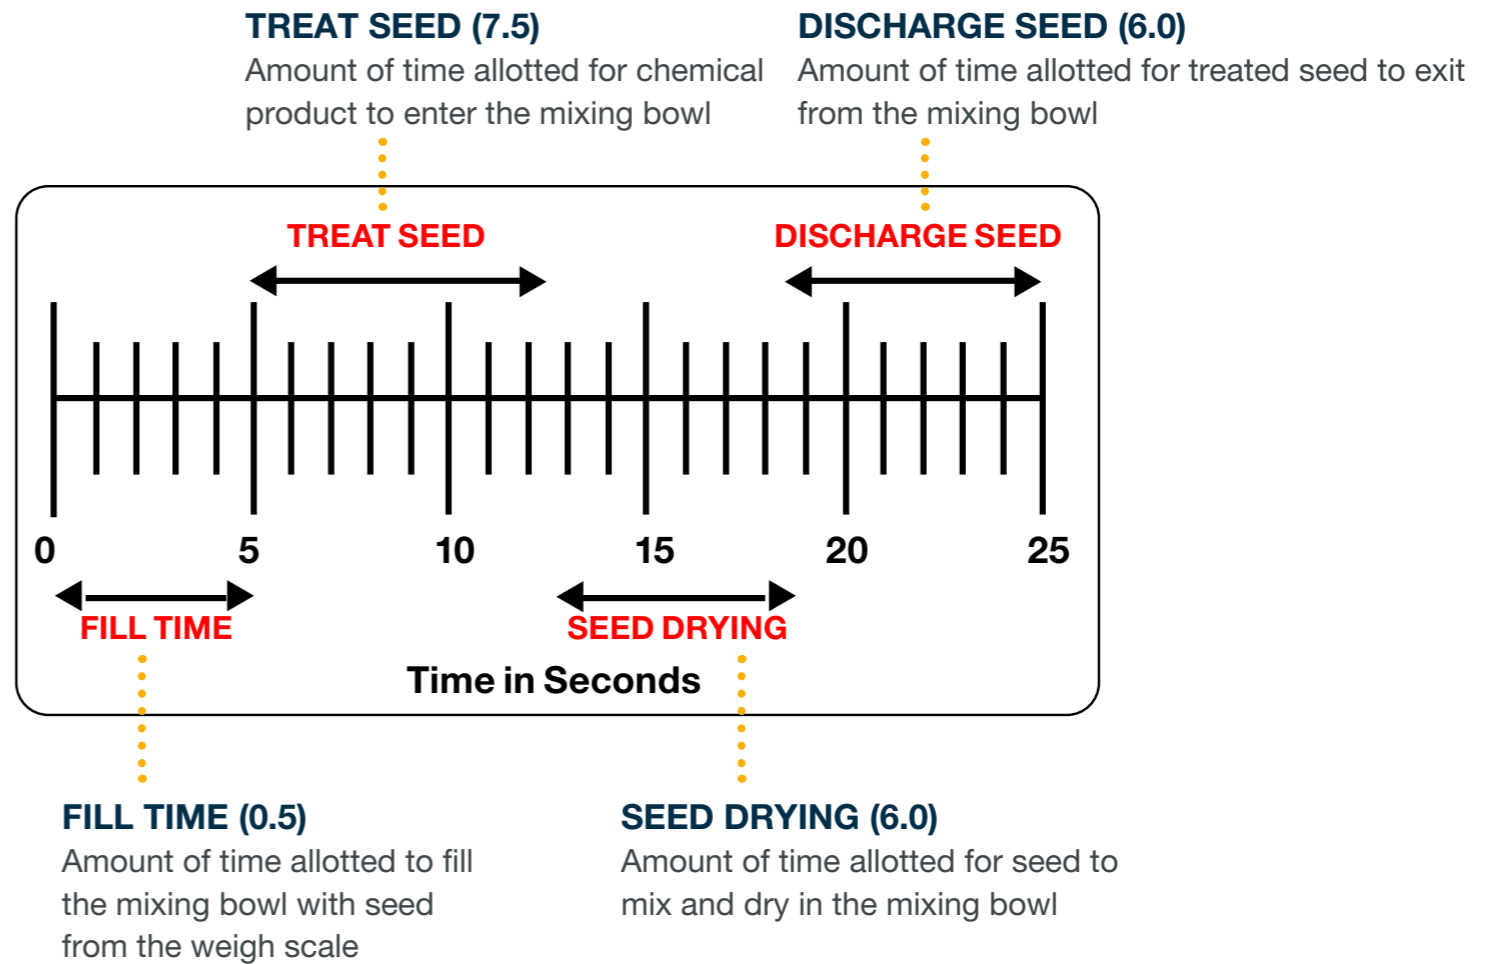 TREAT SEED (7.5)
Amount of time allotted for chemical
product to enter the mixing bowl
DISCHARGE SEED (6.0)
Amount of time allotted for treated seed to exit
from the mixing bowl
TREAT SEED
DISCHARGE SEED
0 5 10 15 20 25
FILL TIME
SEED DRYING
Time in Seconds
FILL TIME (0.5)
Amount of time allotted to fill
the mixing bowl with seed
from the weigh scale
SEED DRYING (6.0)
Amount of time allotted for seed to
mix and dry in the mixing bowl